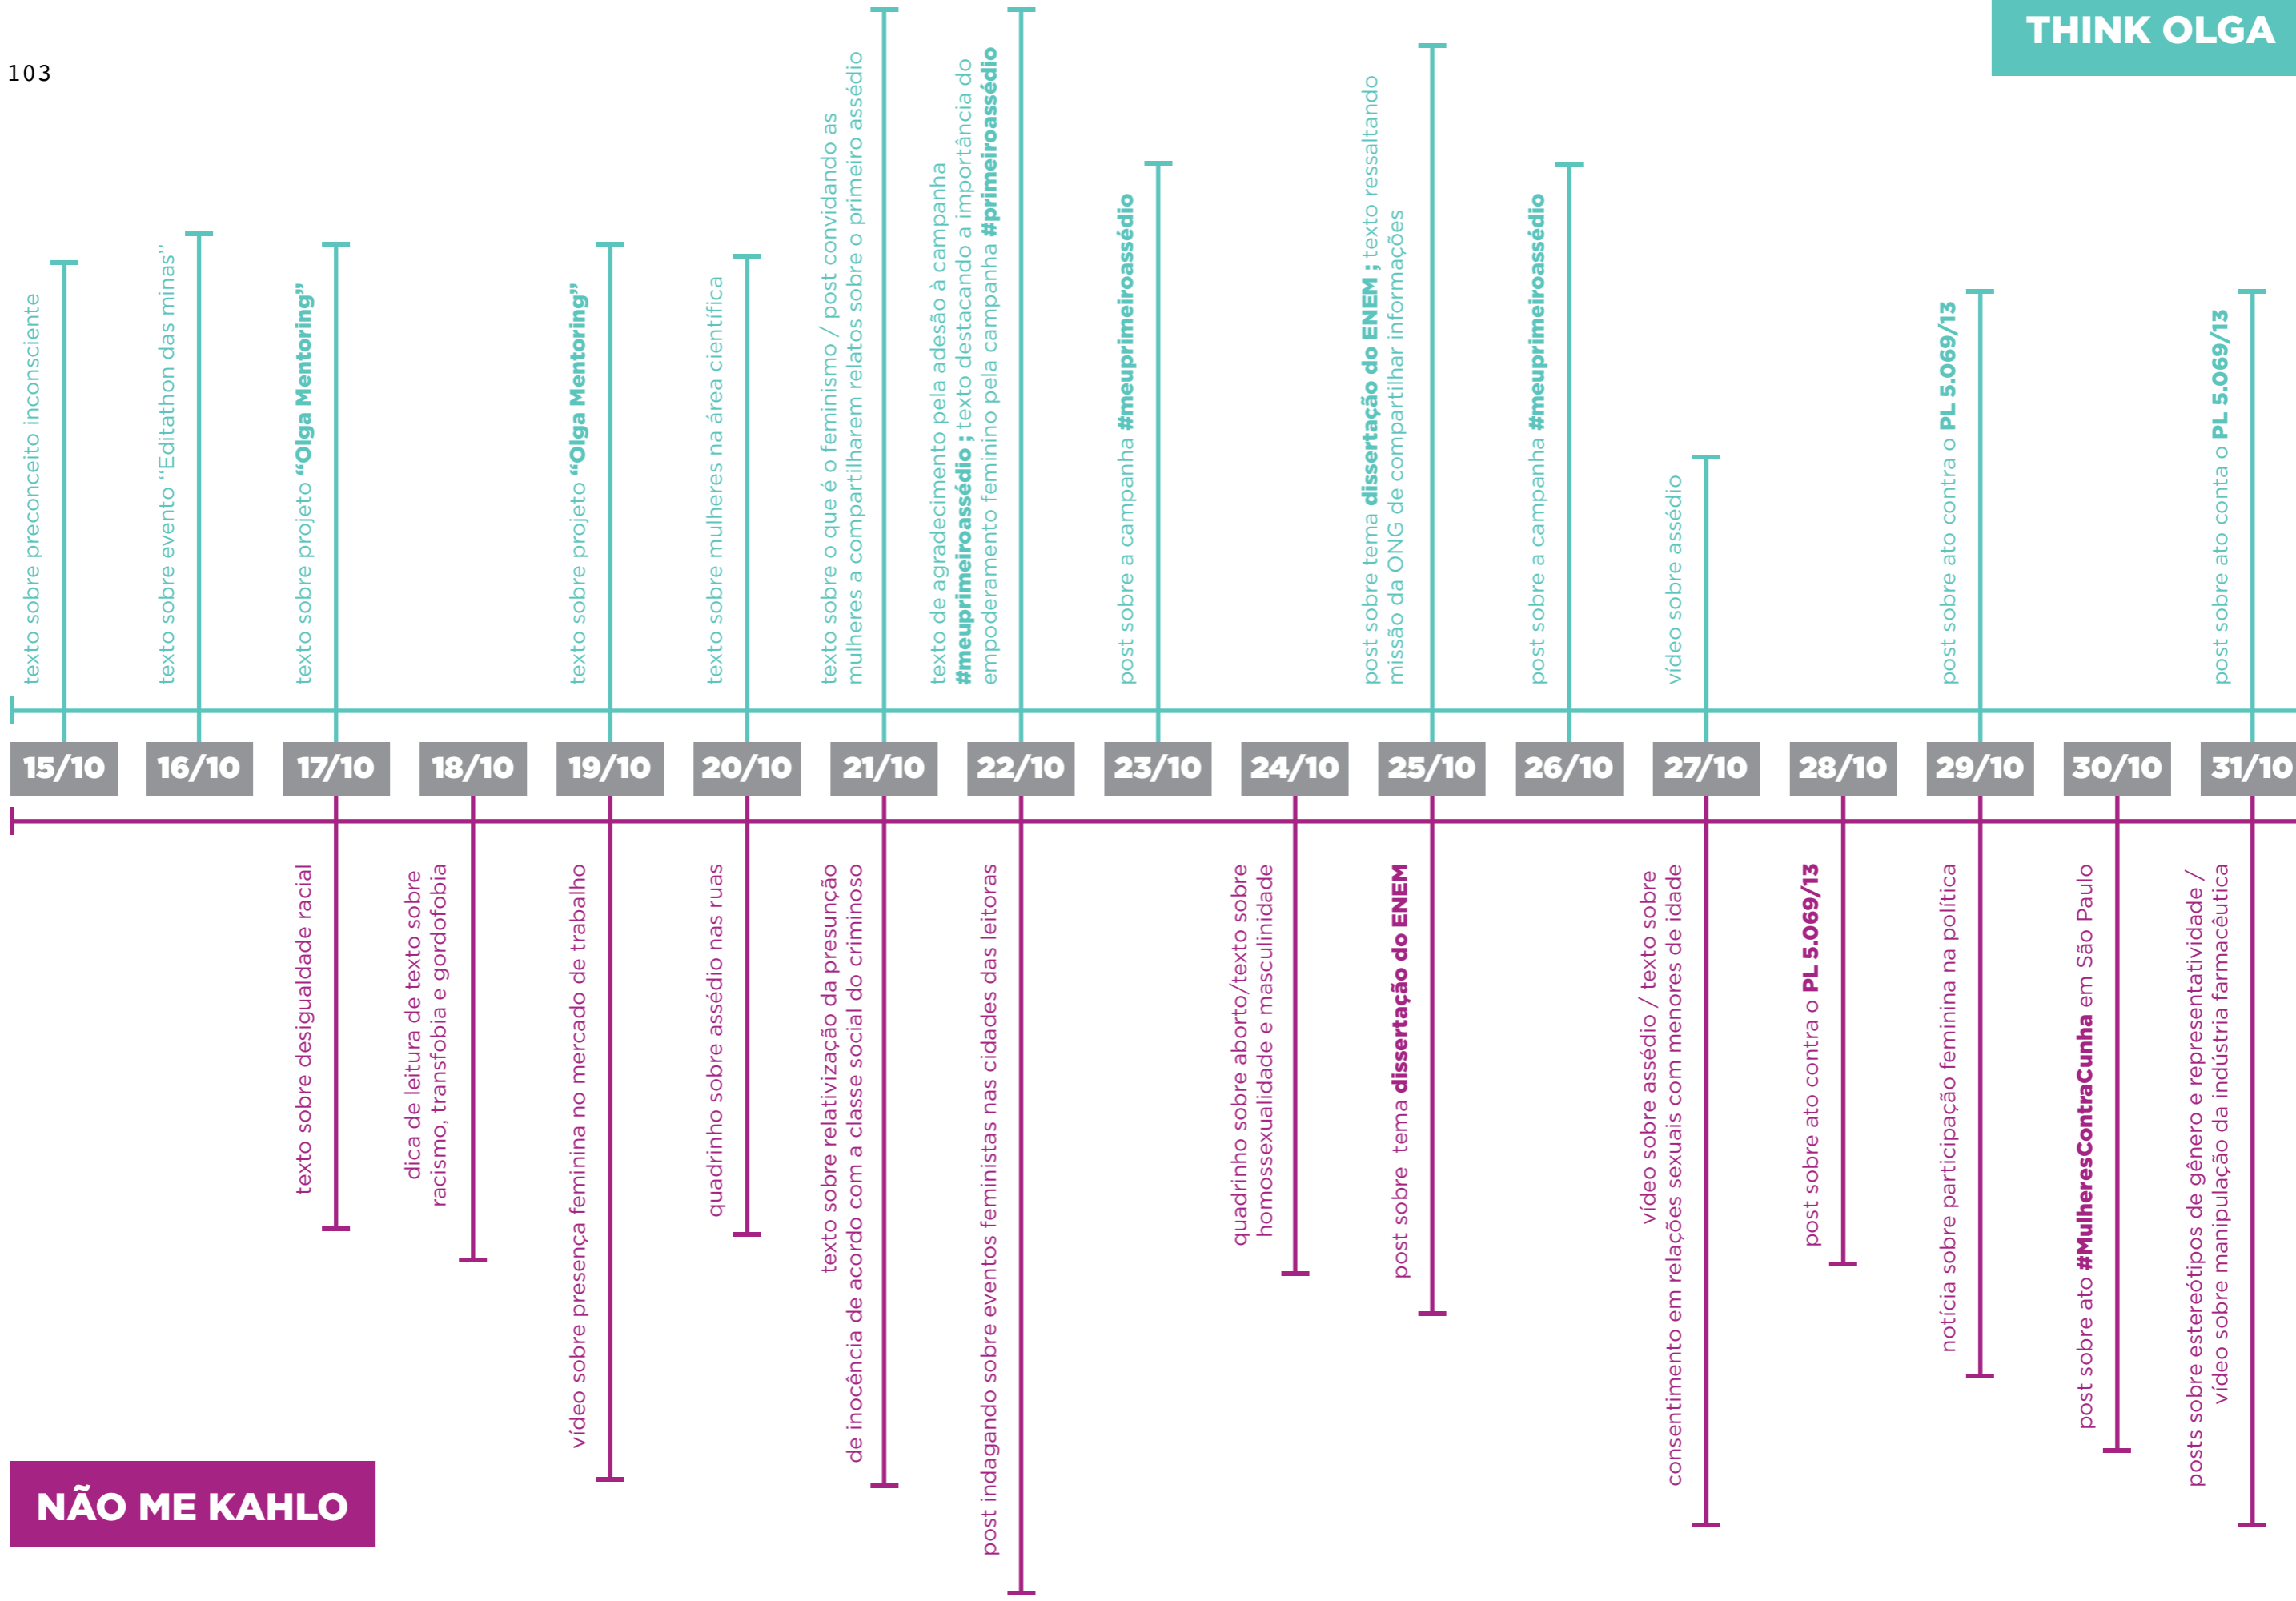 103
THINK OLGA
texto sobre preconceito inconsciente
texto sobre evento “Editathon das minas”
texto sobre projeto “Olga Mentoring”
texto sobre projeto “Olga Mentoring”
texto sobre mulheres na área científica
texto sobre o que é o feminismo / post convidando as
mulheres a compartilharem relatos sobre o primeiro assédio
texto de agradecimento pela adesão à campanha
#meuprimeiroassédio ; texto destacando a importância do
empoderamento feminino pela campanha #primeiroassédio
post sobre a campanha #meuprimeiroassédio
post sobre tema dissertação do ENEM ; texto ressaltando
missão da ONG de compartilhar informações
post sobre a campanha #meuprimeiroassédio
vídeo sobre assédio
post sobre ato contra o PL 5.069/13
post sobre ato conta o PL 5.069/13
15/10
16/10
17/10
18/10
19/10
20/10
21/10
22/10
23/10
24/10
25/10
26/10
27/10
28/10
29/10
30/10
31/10
texto sobre desigualdade racial
dica de leitura de texto sobre
racismo, transfobia e gordofobia
vídeo sobre presença feminina no mercado de trabalho
quadrinho sobre assédio nas ruas
texto sobre relativização da presunção
de inocência de acordo com a classe social do criminoso
post indagando sobre eventos feministas nas cidades das leitoras
quadrinho sobre aborto/texto sobre
homossexualidade e masculinidade
post sobre tema dissertação do ENEM
vídeo sobre assédio / texto sobre
consentimento em relações sexuais com menores de idade
post sobre ato contra o PL 5.069/13
notícia sobre participação feminina na política
post sobre ato #MulheresContraCunha em São Paulo
posts sobre estereótipos de gênero e representatividade /
vídeo sobre manipulação da indústria farmacêutica
NÃO ME KAHLO